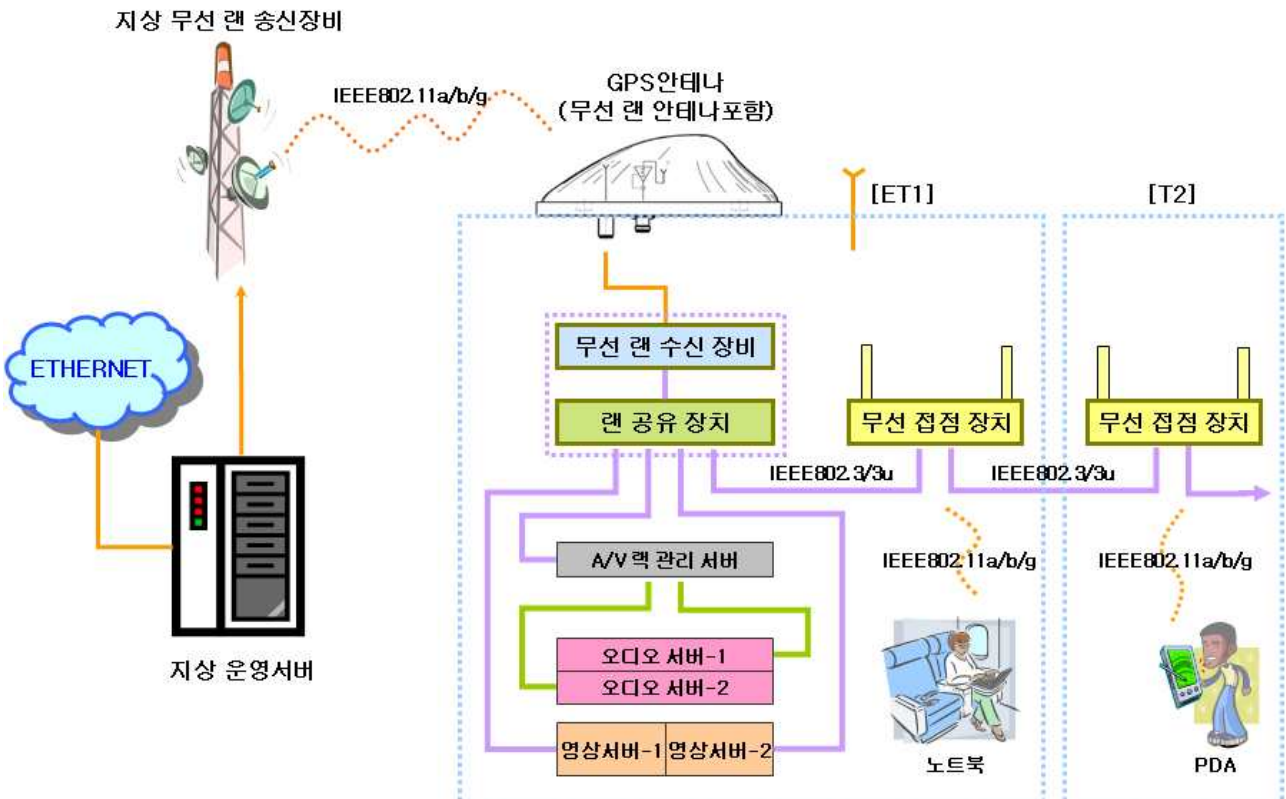 지상 무선 랜 송신장비
IEEE802.11a/b/g
GPS안테나
(무선 랜 안테나포함)
[ET1]
[T2]
ETHERNET
무선 랜 수신 장비
랜 공유 장치
무선 접점 장치
무선 접점 장치
IEEE802.3/3u
IEEE802.3/3u
A/V랙 관리 서버
IEEE802.11a/b/g
IEEE802.11a/b/g
오디오 서버-1
오디오 서버-2
지상 운영서버
영상서버-1
영상서버-2
노트북
PDA